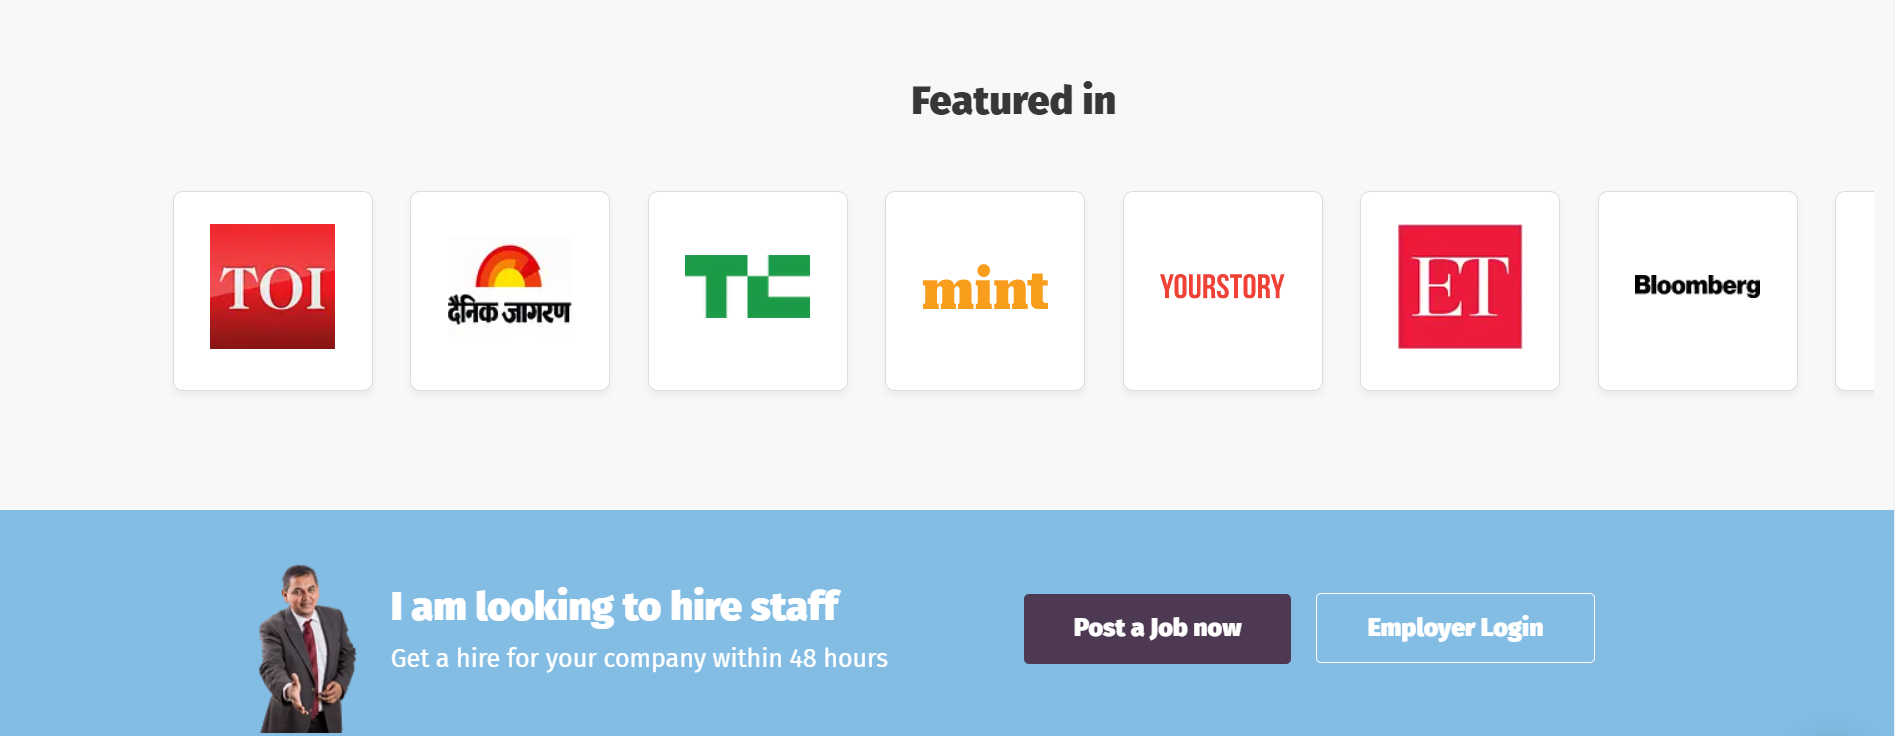 Featured in
TOI
दैनिक जागरण
TC
mint
YOURSTORY
ET
Bloomberg
I am looking to hire staff
Get a hire for your company within 48 hours
Post a Job now
Employer Login